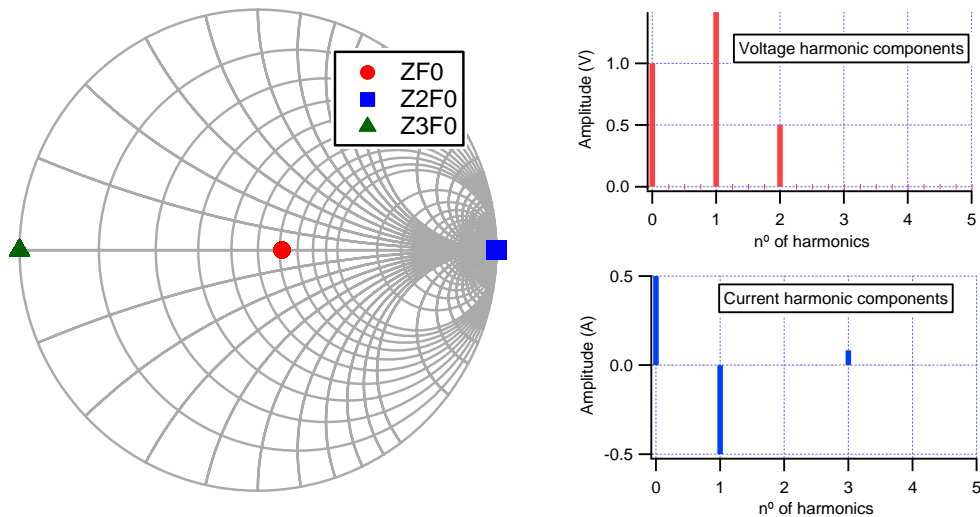 ZF0
Z2F0
Z3F0
Voltage harmonic components
Amplitude (V)
1.0
0.5
0.0
0 1 2 3 4 5
nº of harmonics
Current harmonic components
Amplitude (A)
0.5
0.0
-0.5
0 1 2 3 4 5
nº of harmonics